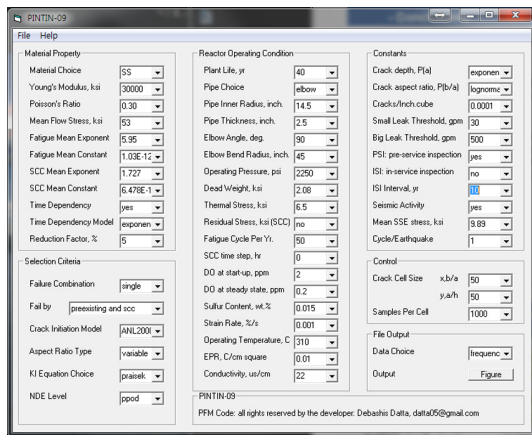 PINTIN-09
File Help
Material Property
Material Choice SS
Young's Modulus, ksi 30000
Poisson's Ratio 0.30
Mean Flow Stress, ksi 53
Fatigue Mean Exponent 5.95
Fatigue Mean Constant 1.03E-12
SCC Mean Exponent 1.727
SCC Mean Constant 6.478E-1
Time Dependency yes
Time Dependency Model exponen
Reduction Factor, % 5
Selection Criteria
Failure Combination single
Fail by preexisting and scc
Crack Initiation Model ANL200
Aspect Ratio Type variable
KI Equation Choice praisek
NDE Level ppod
Reactor Operating Condition
Plant Life, yr 40
Pipe Choice elbow
Pipe Inner Radius, inch. 14.5
Pipe Thickness, inch. 2.5
Elbow Angle, deg. 90
Elbow Bend Radius, inch. 45
Operating Pressure, psi 2250
Dead Weight, ksi 2.08
Thermal Stress, ksi 6.5
Residual Stress, ksi (SCC) no
Fatigue Cycle Per Yr. 50
SCC time step, hr 0
DO at start-up, ppm 2
DO at steady state, ppm 0.2
Sulfur Content, wt.% 0.015
Strain Rate, %/s 0.001
Operating Temperature, C 310
EPR, C/cm square 0.01
Conductivity, us/cm 22
Constants
Crack depth, P(a) exponen
Crack aspect ratio, P(b/a) lognorma
Cracks/Inch.cube 0.0001
Small Leak Threshold, gpm 30
Big Leak Threshold, gpm 500
PSI: pre-service inspection yes
ISI: in-service inspection no
ISI Interval, yr 10
Seismic Activity yes
Mean SSE stress, ksi 9.89
Cycle/Earthquake 1
Control
Crack Cell Size x,b/a 50
y,a/h 50
Samples Per Cell 1000
File Output
Data Choice frequenc
Output Figure
PINTIN-09
PFM Code: all rights reserved by the developer. Debashis Datta, datta05@gmail.com